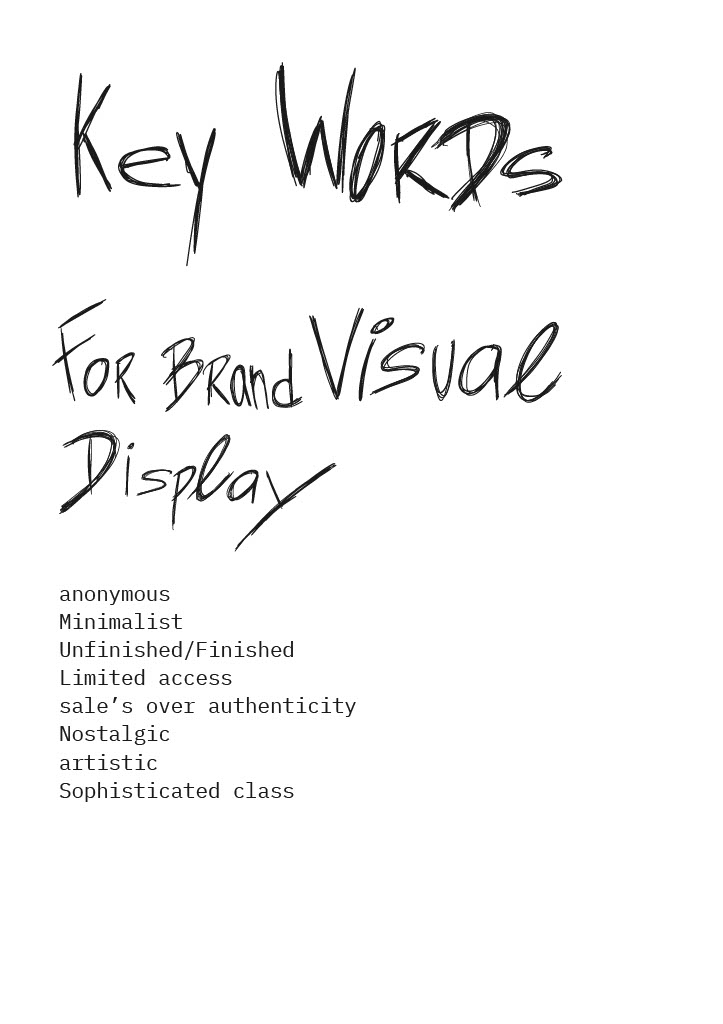 Key Words
For Brand Visual
Display
anonymous
Minimalist
Unfinished/Finished
Limited access
sale’s over authenticity
Nostalgic
artistic
Sophisticated class